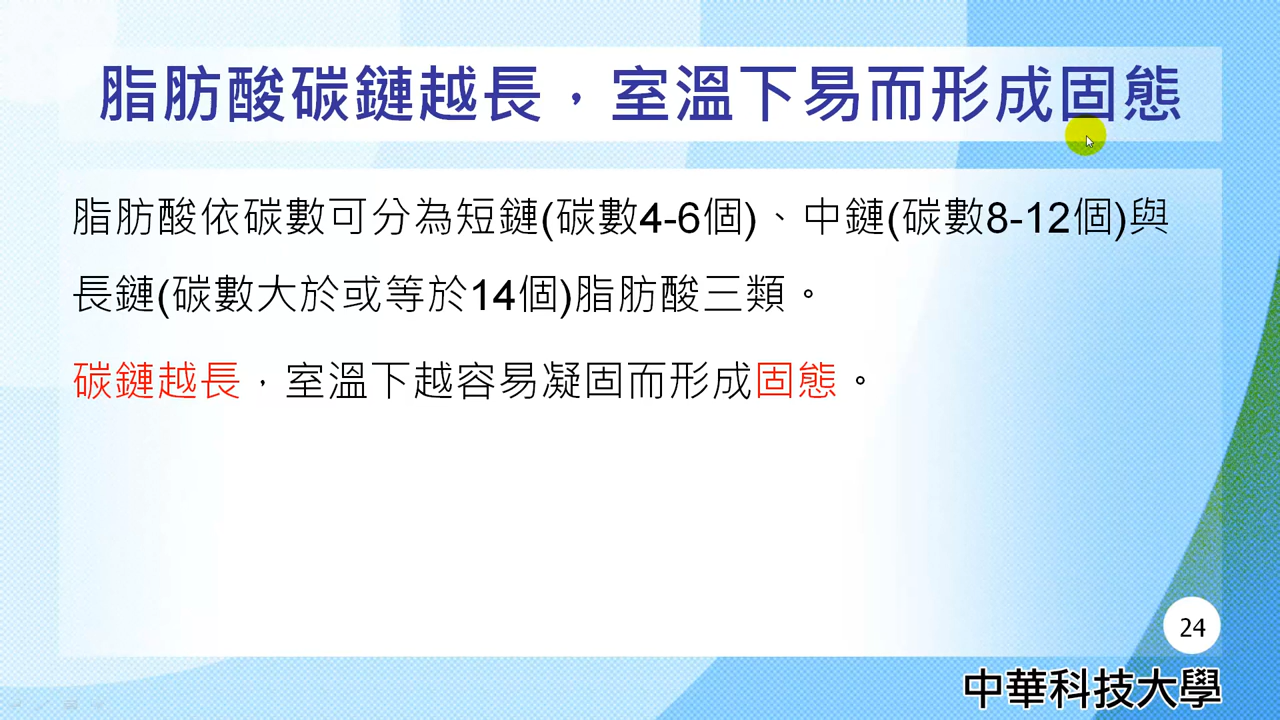 脂肪酸碳鏈越長，室溫下易而形成固態
脂肪酸依碳數可分為短鏈(碳數4-6個)、中鏈(碳數8-12個)與
長鏈(碳數大於或等於14個)脂肪酸三類。
碳鏈越長，室溫下越容易凝固而形成固態。
24
中華科技大學